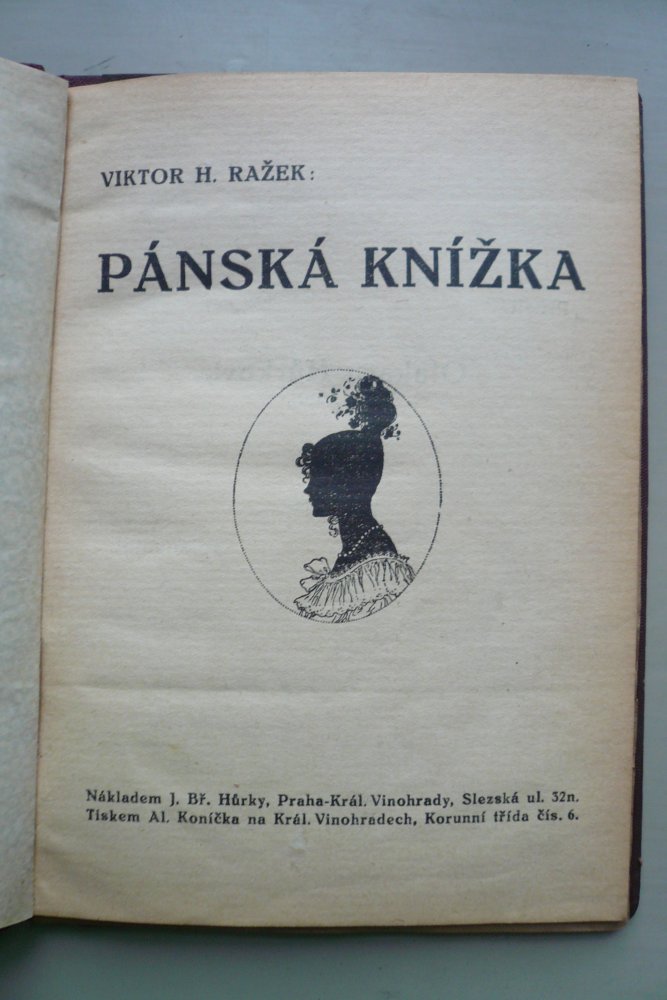 VIKTOR H. RAŽEK:
PÁNSKÁ KNÍŽKA
Nákladem J. Bř. Hůrky, Praha-Král. Vinohrady, Slezská ul. 32n.
Tiskem Al. Koníčka na Král. Vinohradech, Korunní třída čís. 6.